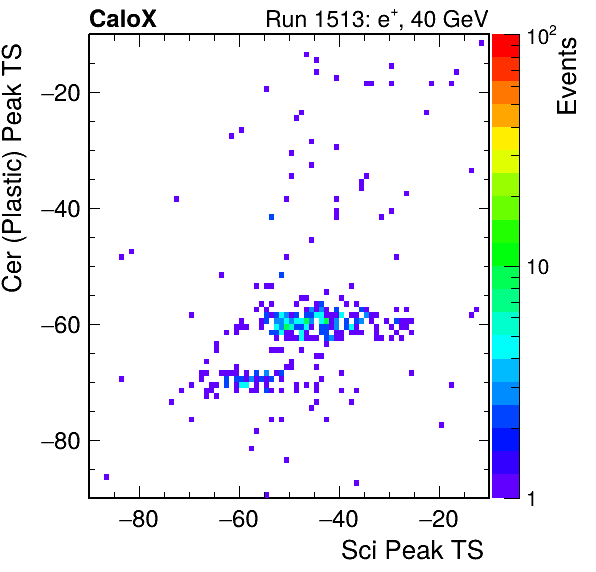 CaloX Run 1513: e⁺, 40 GeV
10²
Events
10
1
Cer (Plastic) Peak TS
−20
−40
−60
−80
−80 −60 −40 −20
Sci Peak TS